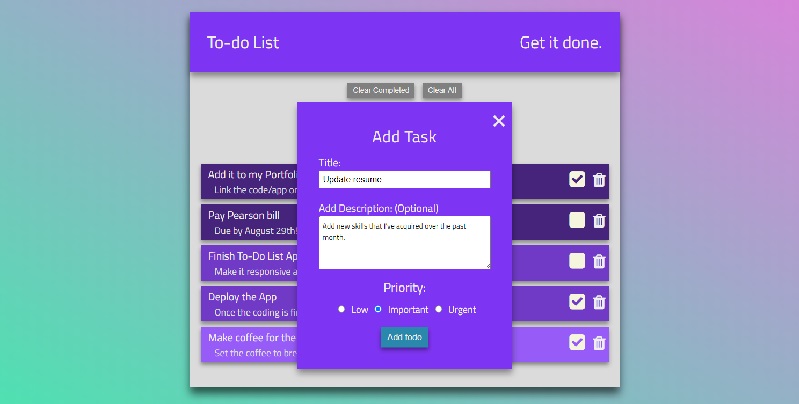 To-do List
Get it done.
Clear Completed
Clear All
Add Task
Title:
Update resume
Add Description: (Optional)
Add new skills that I've acquired over the past
month.
Priority:
Low
Important
Urgent
Add todo
Add it to my Portfoli
Link the code/app on
Pay Pearson bill
Due by August 29th!
Finish To-Do List Ap
Make it responsive a
Deploy the App
Once the coding is fi
Make coffee for the
Set the coffee to bre